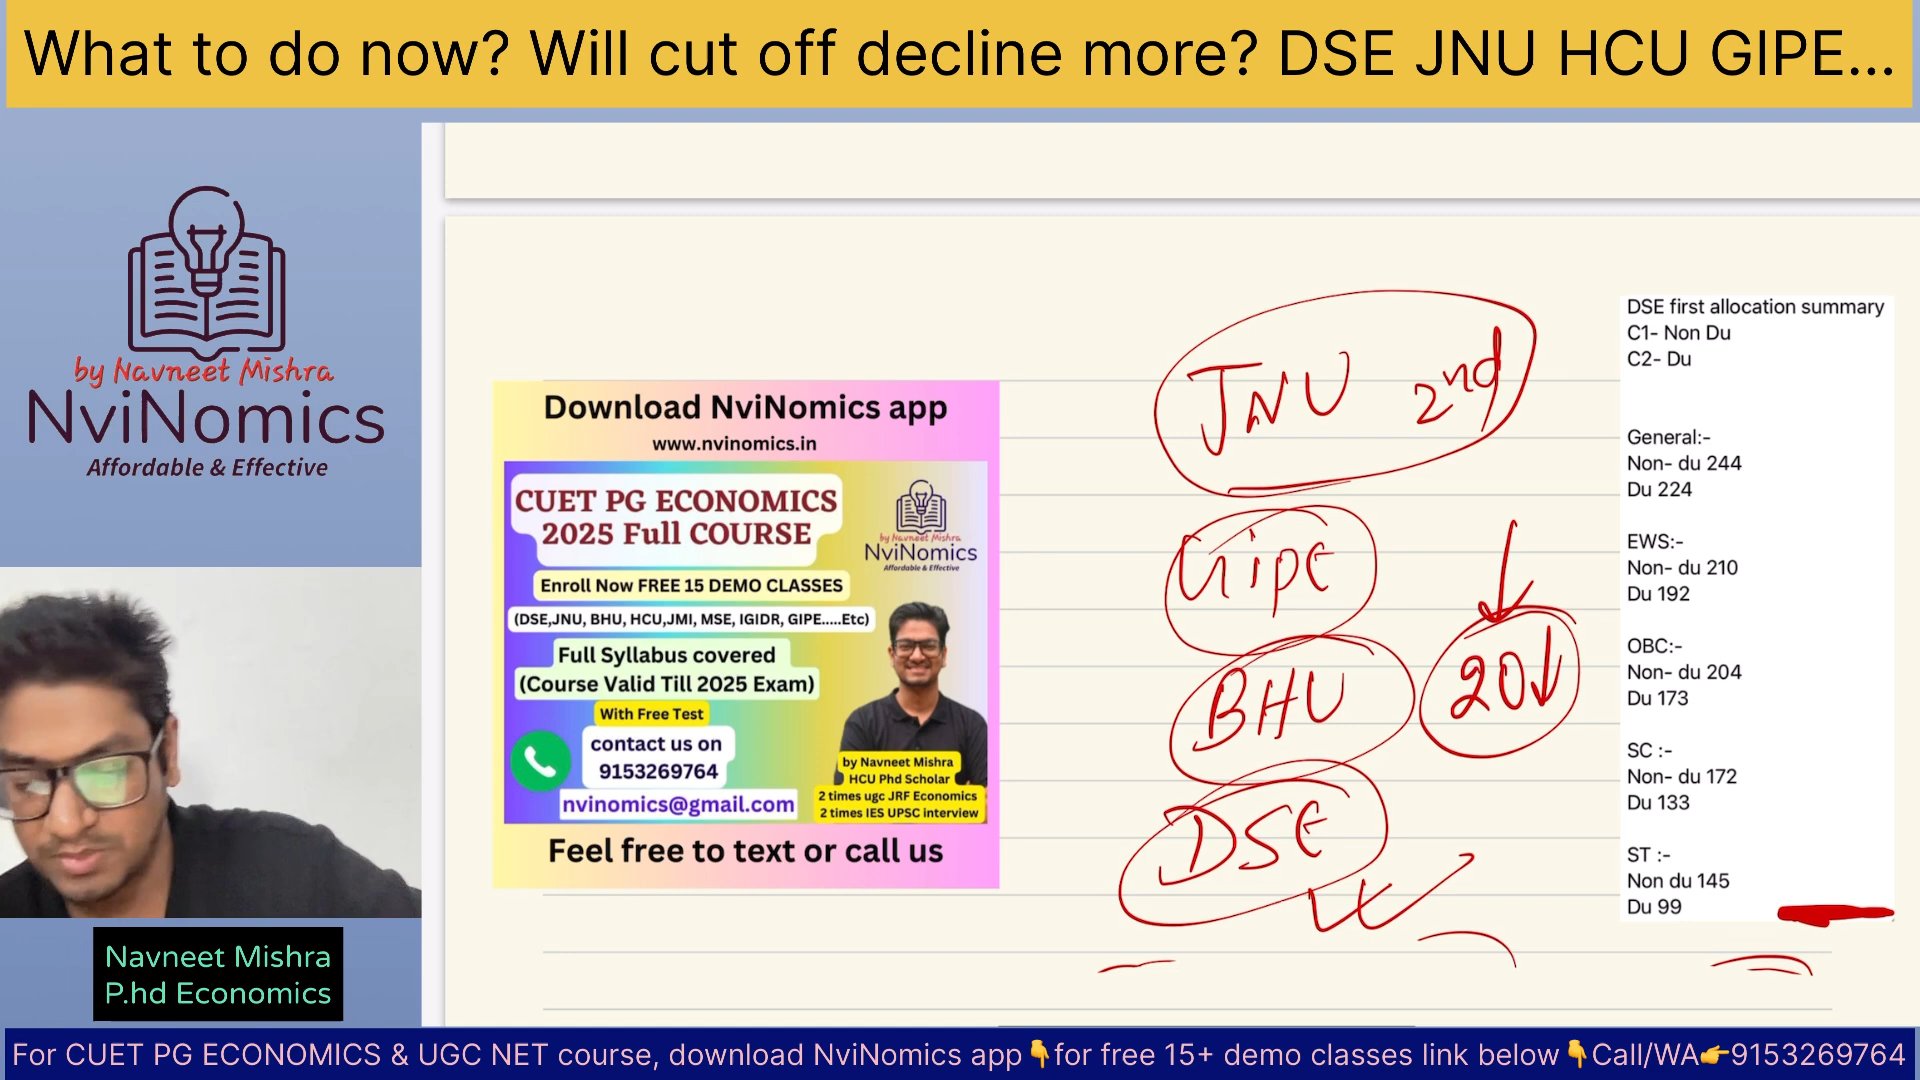 What to do now? Will cut off decline more? DSE JNU HCU GIPE...
by Navneet Mishra
NviNomics
Affordable & Effective
Download NviNomics app
www.nvinomics.in
CUET PG ECONOMICS
2025 Full COURSE
by Navneet Mishra
NviNomics
Affordable & Effective
Enroll Now FREE 15 DEMO CLASSES
(DSE,JNU, BHU, HCU,JMI, MSE, IGIDR, GIPE.....Etc)
Full Syllabus covered
(Course Valid Till 2025 Exam)
With Free Test
contact us on
9153269764
nvinomics@gmail.com
by Navneet Mishra
HCU Phd Scholar
2 times ugc JRF Economics
2 times IES UPSC interview
Feel free to text or call us
JNU 2nd
GipE
BHU
20↓
DSE
DSE first allocation summary
C1- Non Du
C2- Du
General:-
Non- du 244
Du 224
EWS:-
Non- du 210
Du 192
OBC:-
Non- du 204
Du 173
SC :-
Non- du 172
Du 133
ST :-
Non du 145
Du 99
Navneet Mishra
P.hd Economics
For CUET PG ECONOMICS & UGC NET course, download NviNomics app👇for free 15+ demo classes link below👇Call/WA👉9153269764